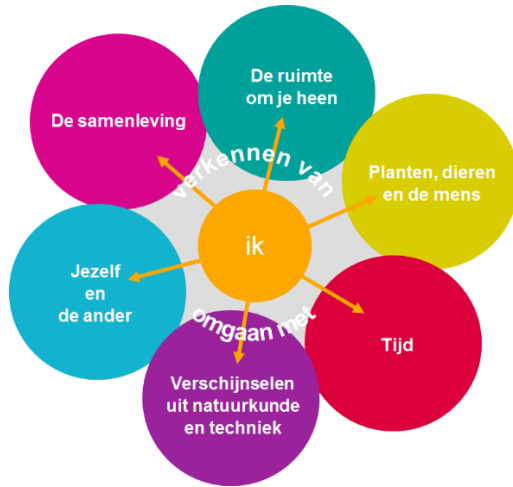 De ruimte
om je heen
De samenleving
verkennen van
Planten, dieren
en de mens
ik
Jezelf
en
de ander
omgaan met
Tijd
Verschijnselen
uit natuurkunde
en techniek